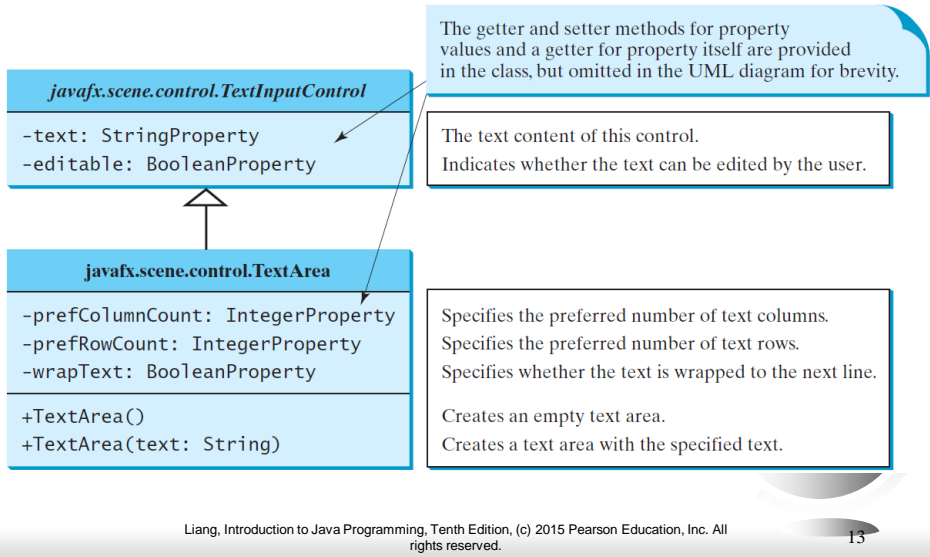 The getter and setter methods for property
values and a getter for property itself are provided
in the class, but omitted in the UML diagram for brevity.
javafx.scene.control.TextInputControl
-text: StringProperty
-editable: BooleanProperty
The text content of this control.
Indicates whether the text can be edited by the user.
javafx.scene.control.TextArea
-prefColumnCount: IntegerProperty
-prefRowCount: IntegerProperty
-wrapText: BooleanProperty
+TextArea()
+TextArea(text: String)
Specifies the preferred number of text columns.
Specifies the preferred number of text rows.
Specifies whether the text is wrapped to the next line.
Creates an empty text area.
Creates a text area with the specified text.
Liang, Introduction to Java Programming, Tenth Edition, (c) 2015 Pearson Education, Inc. All
rights reserved.
13